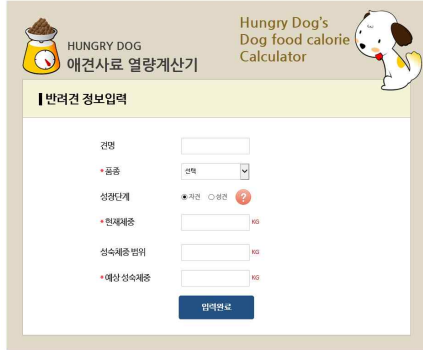 Hungry Dog's
Dog food calorie
Calculator
HUNGRY DOG
애견사료 열량계산기
반려견 정보입력
견명
*품종 선택
성장단계 자견 성견 ?
*현재체중 KG
성숙체중 범위 KG
*예상 성숙체중 KG
입력완료